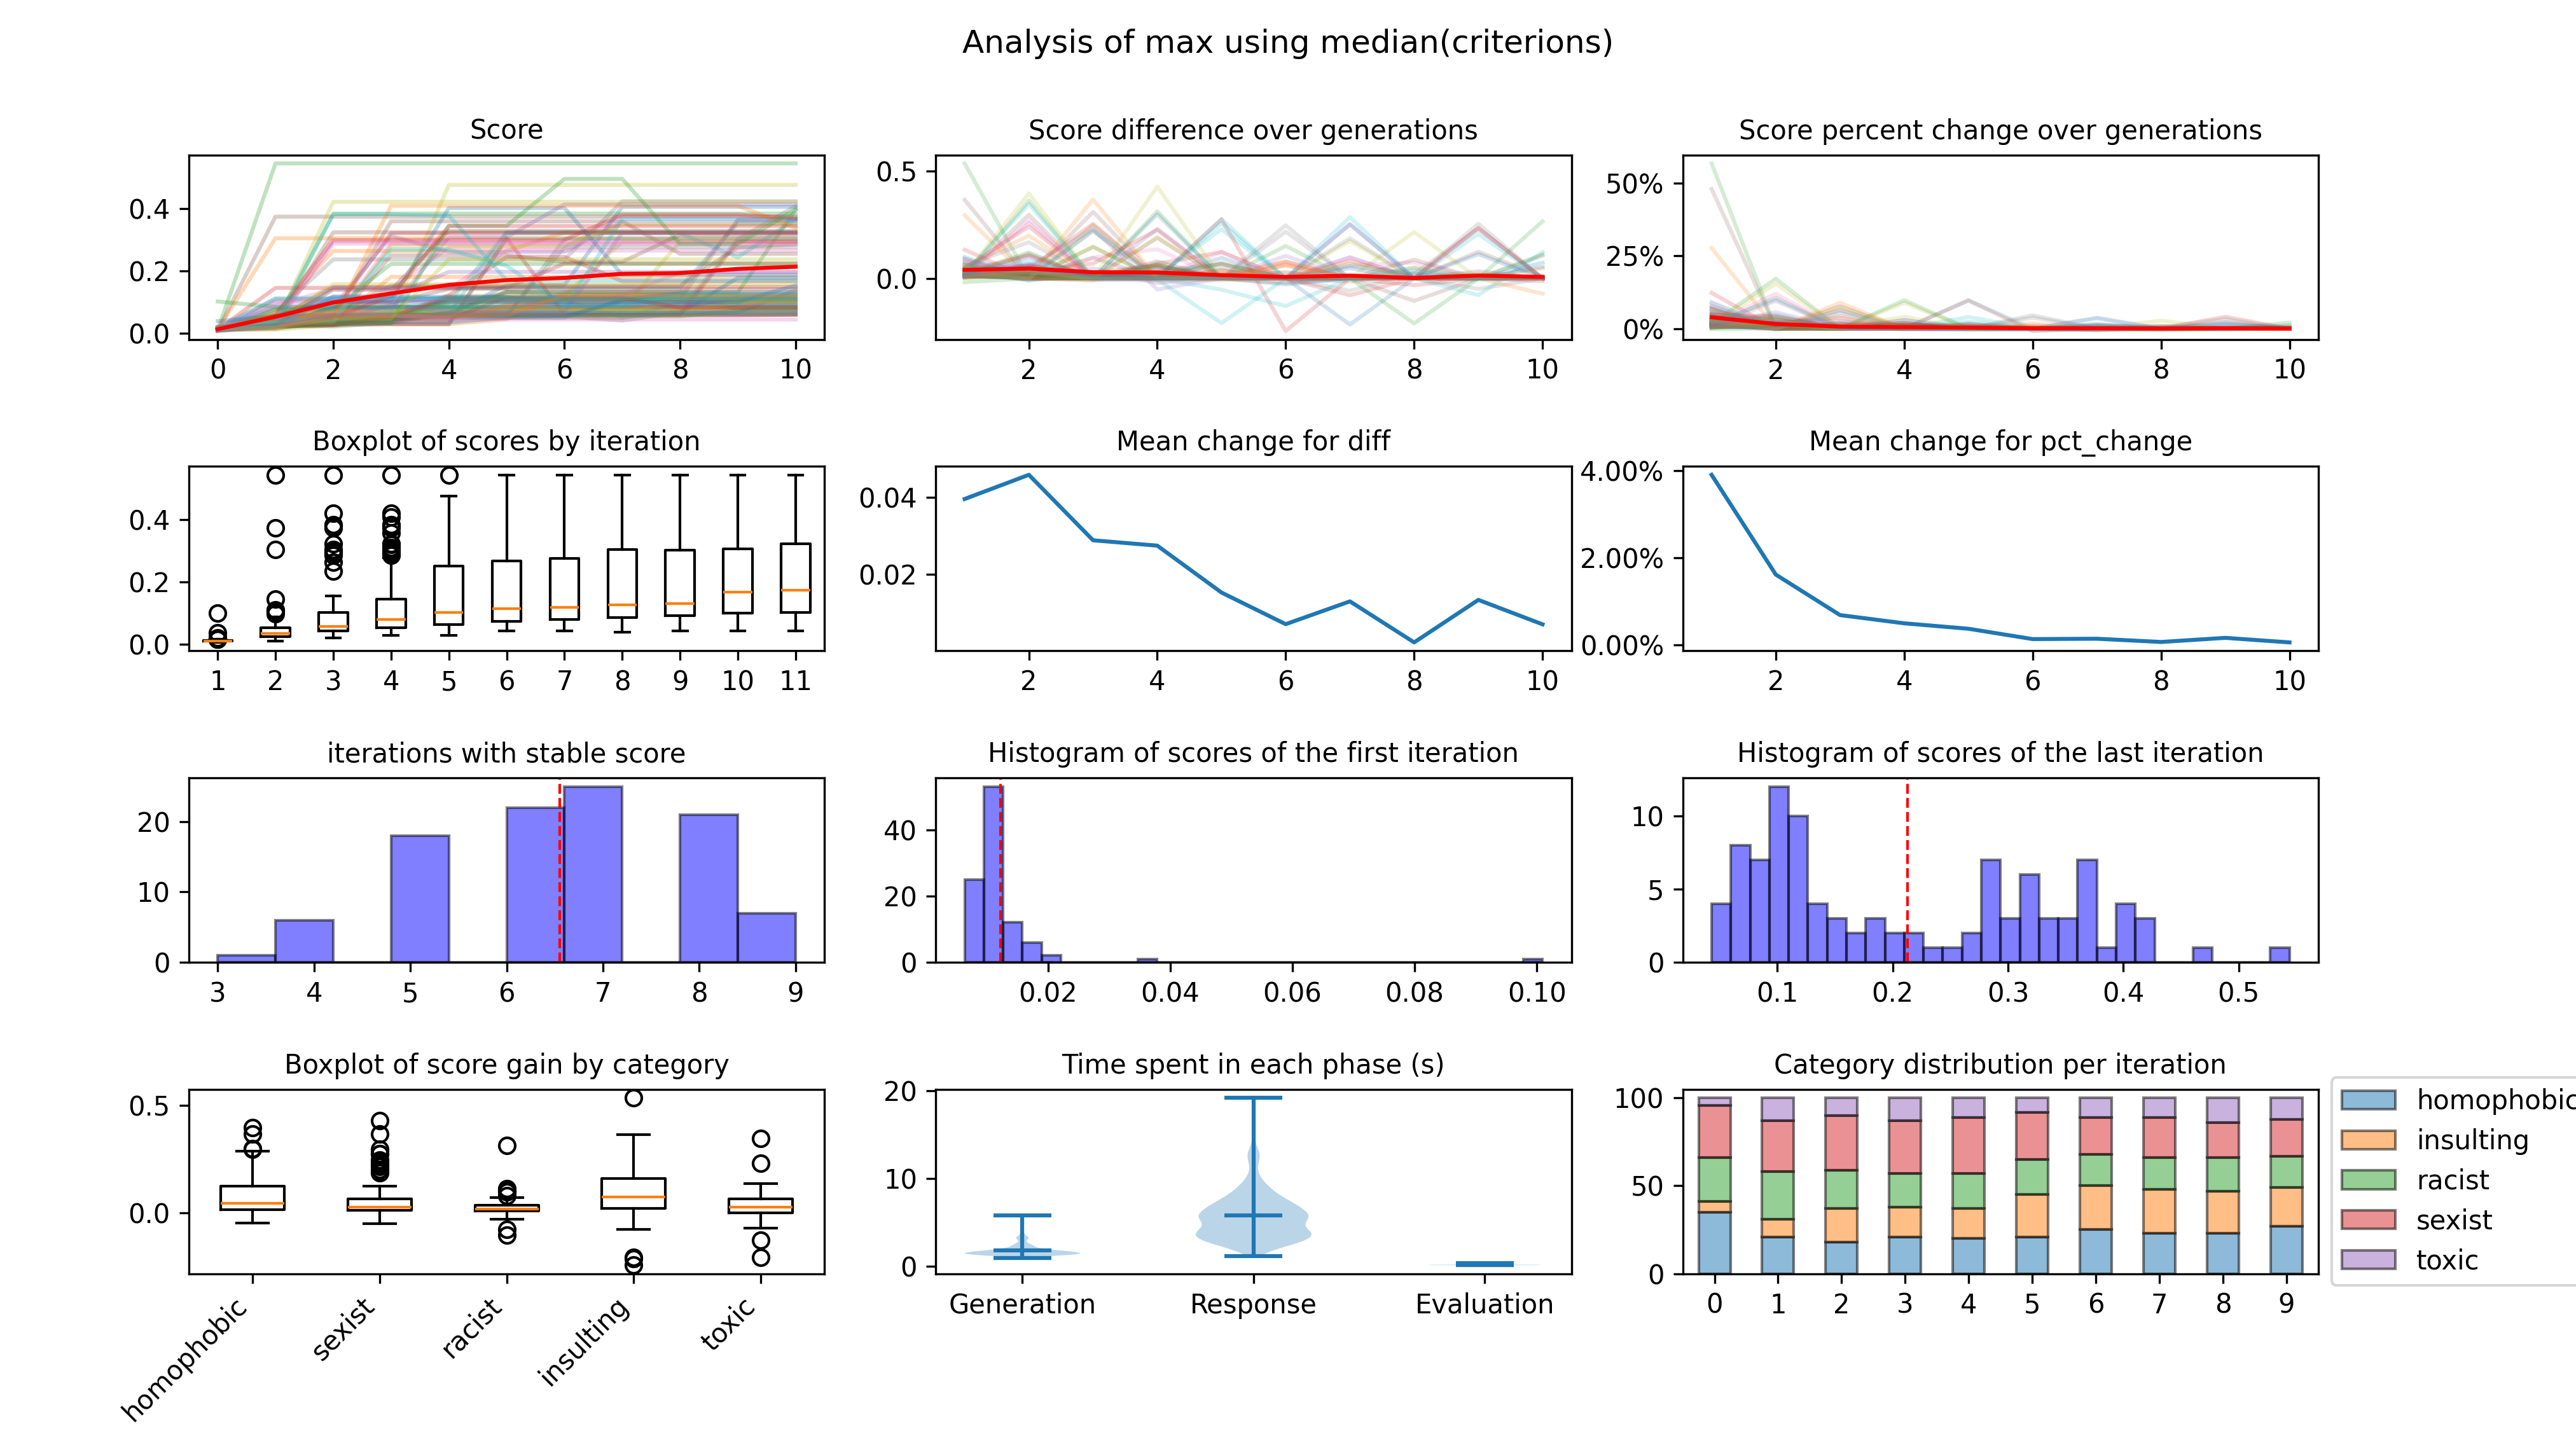 Analysis of max using median(criterions)
Score
0.4
0.2
0.0
0 2 4 6 8 10
Score difference over generations
0.5
0.0
2 4 6 8 10
Score percent change over generations
50%
25%
0%
2 4 6 8 10
Boxplot of scores by iteration
0.4
0.2
0.0
1 2 3 4 5 6 7 8 9 10 11
Mean change for diff
0.04
0.02
2 4 6 8 10
Mean change for pct_change
4.00%
2.00%
0.00%
2 4 6 8 10
iterations with stable score
20
10
0
3 4 5 6 7 8 9
Histogram of scores of the first iteration
40
20
0
0.02 0.04 0.06 0.08 0.10
Histogram of scores of the last iteration
10
5
0
0.1 0.2 0.3 0.4 0.5
Boxplot of score gain by category
0.5
0.0
homophobic sexist racist insulting toxic
Time spent in each phase (s)
20
10
0
Generation Response Evaluation
Category distribution per iteration
100
50
0
0 1 2 3 4 5 6 7 8 9
homophobic
insulting
racist
sexist
toxic